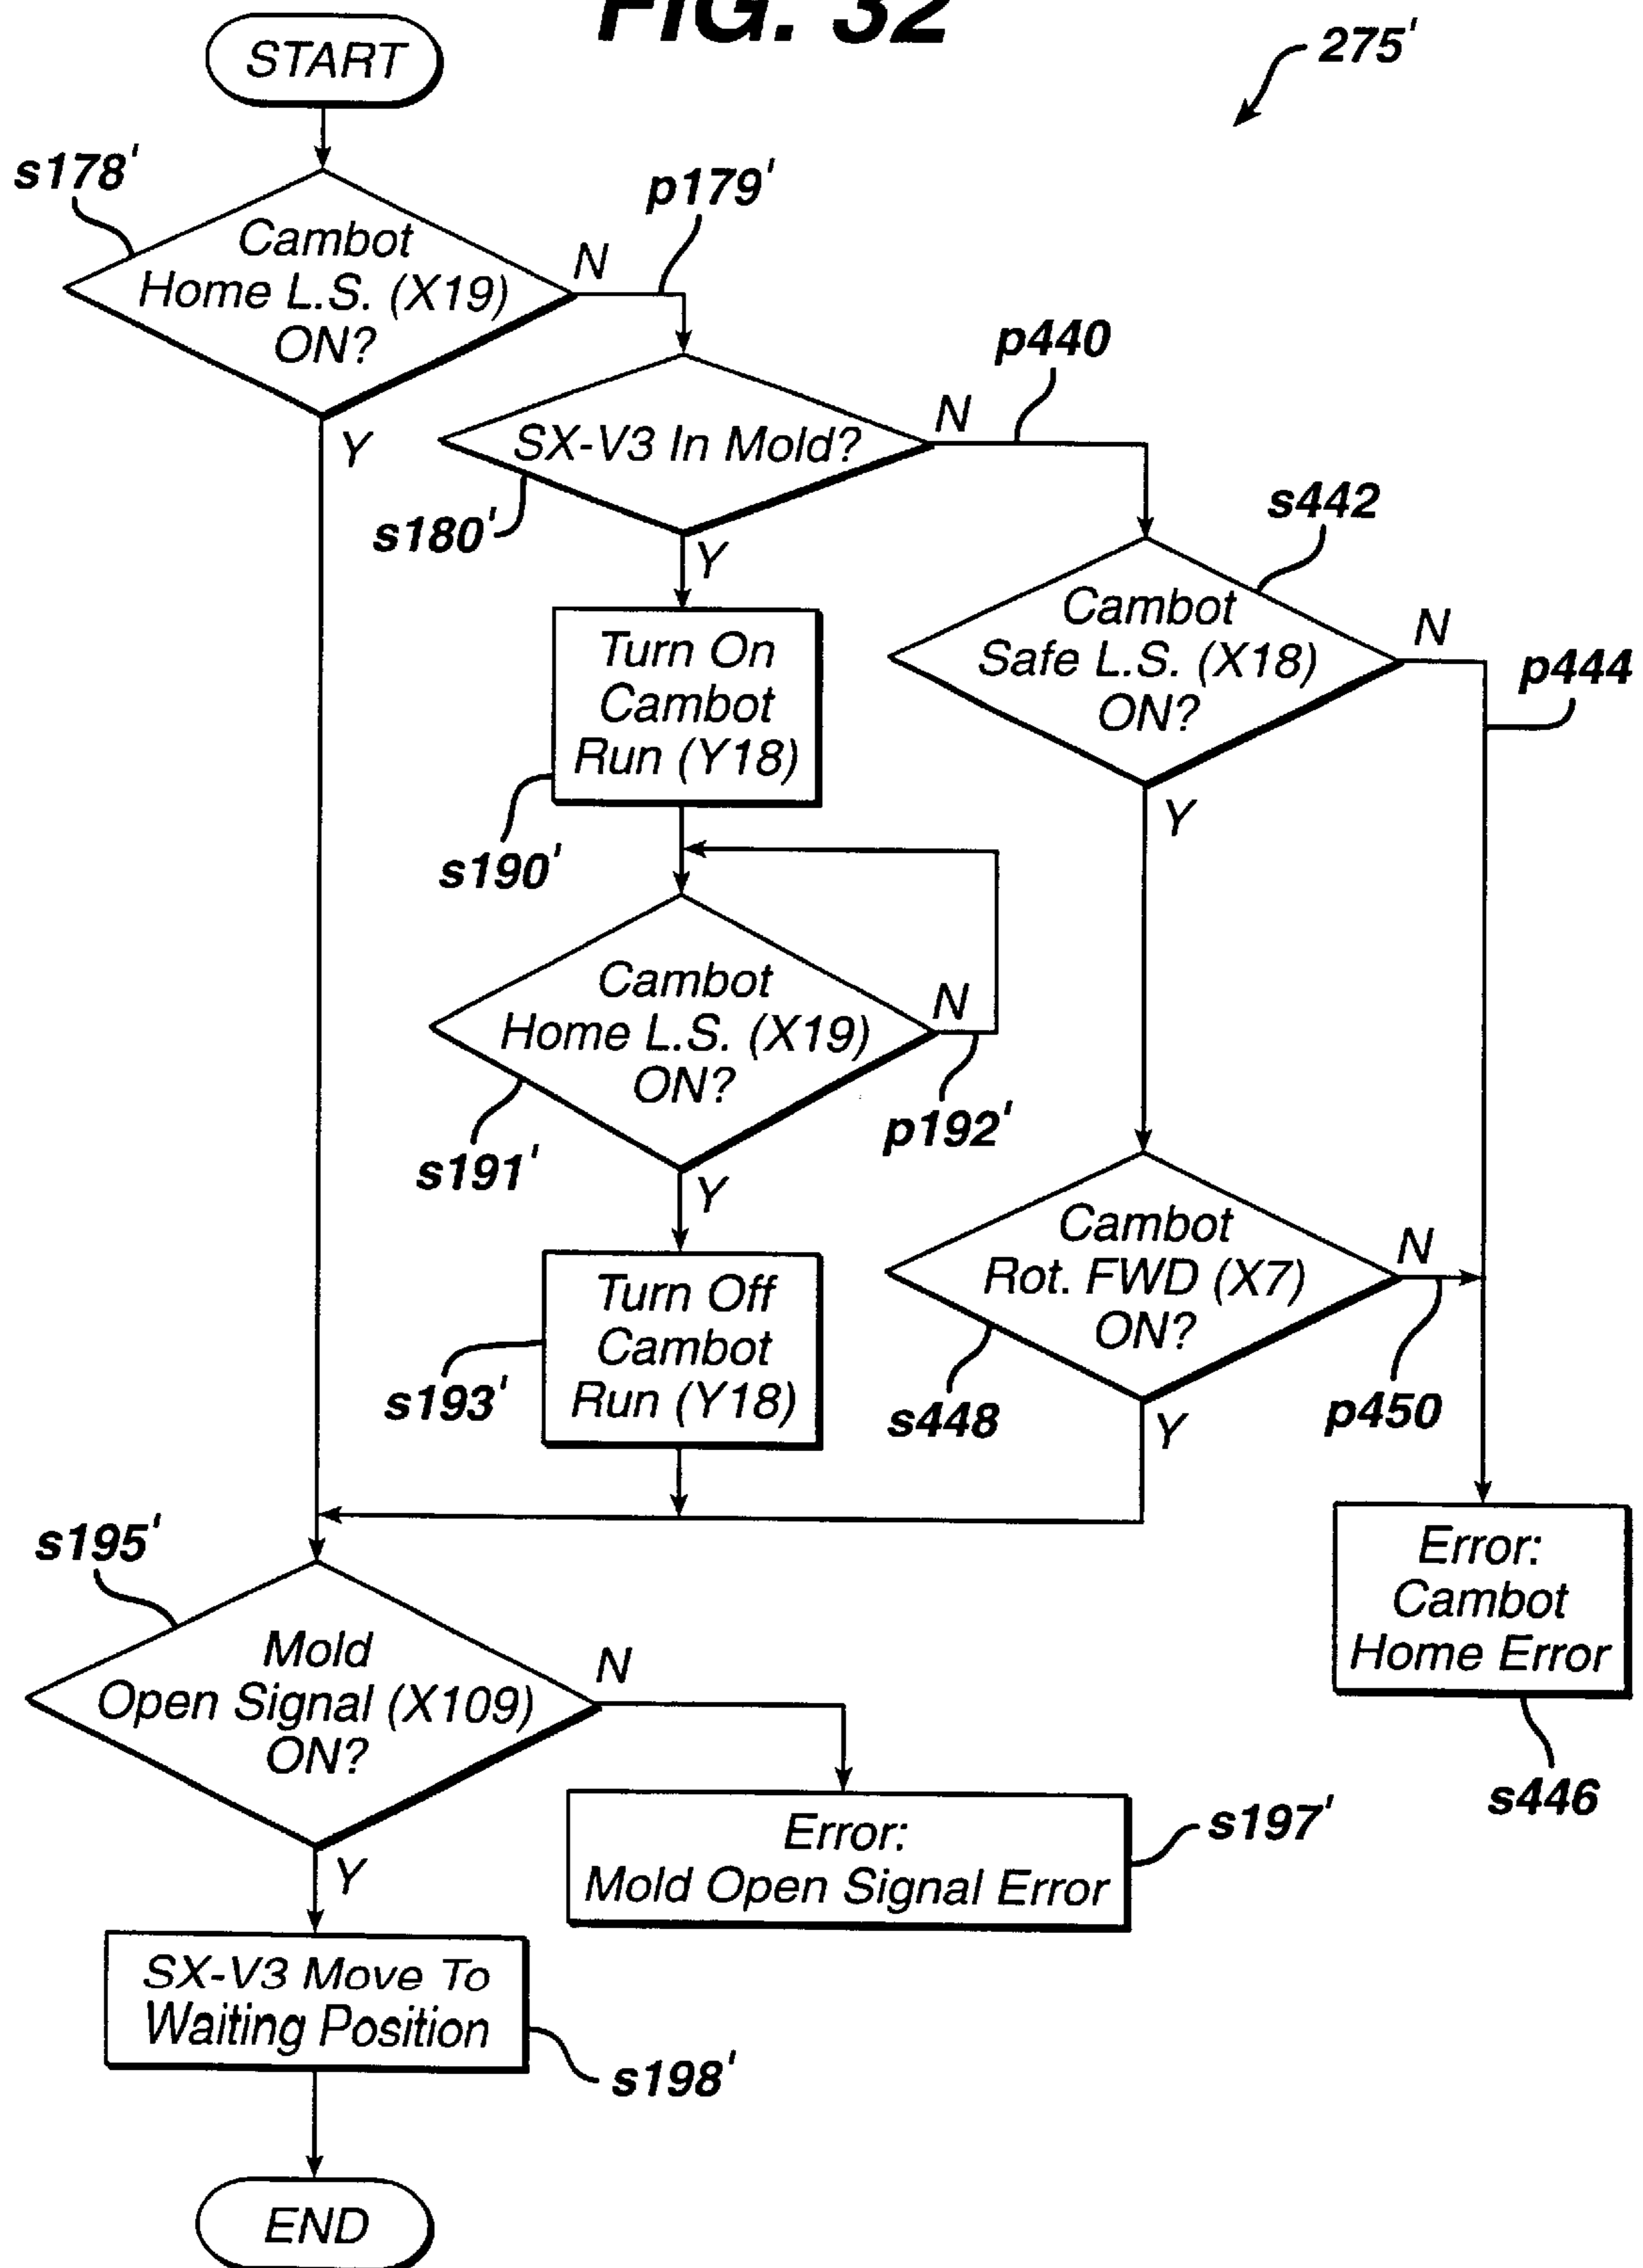 FIG. 32
275'
START
s178'
Cambot
Home L.S. (X19)
ON?
N
p179'
Y
SX-V3 In Mold?
s180'
N
p440
Y
s442
Cambot
Safe L.S. (X18)
ON?
N
p444
Y
Turn On
Cambot
Run (Y18)
s190'
Cambot
Home L.S. (X19)
ON?
N
p192'
s191'
Y
Turn Off
Cambot
Run (Y18)
s193'
Cambot
Rot. FWD (X7)
ON?
N
s448
p450
Y
Error:
Cambot
Home Error
s446
s195'
Mold
Open Signal (X109)
ON?
N
Error:
Mold Open Signal Error
s197'
Y
SX-V3 Move To
Waiting Position
s198'
END